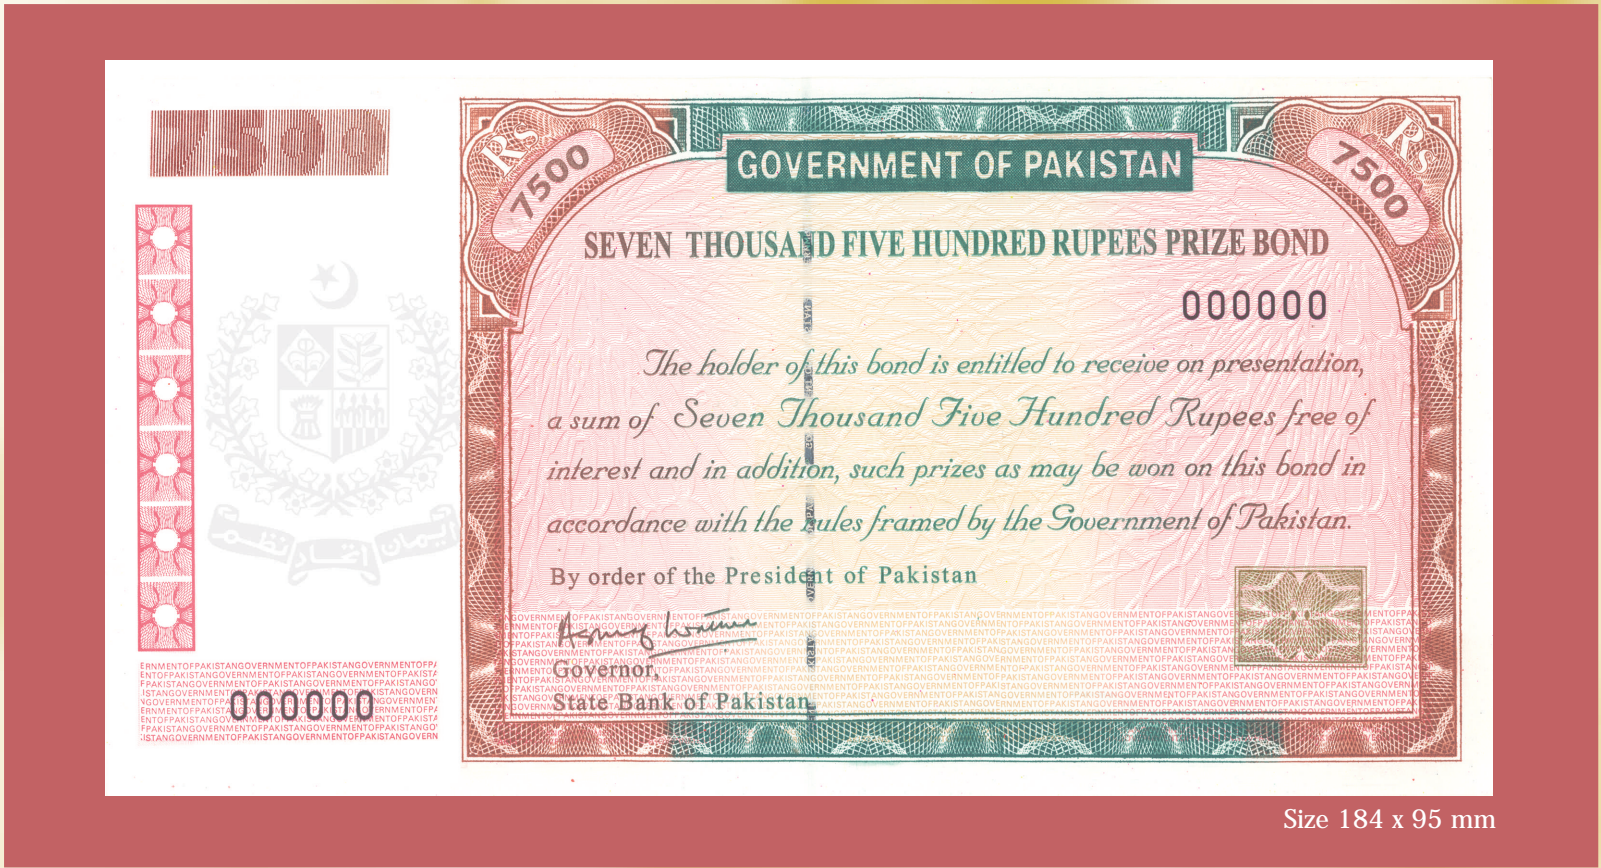 7500
Rs
7500
Rs
7500
GOVERNMENT OF PAKISTAN
SEVEN THOUSAND FIVE HUNDRED RUPEES PRIZE BOND
000000
The holder of this bond is entitled to receive on presentation,
a sum of Seven Thousand Five Hundred Rupees free of
interest and in addition, such prizes as may be won on this bond in
accordance with the rules framed by the Government of Pakistan.
By order of the President of Pakistan
Governor,
State Bank of Pakistan
000000
ایمان اتحاد نظم
Size 184 x 95 mm